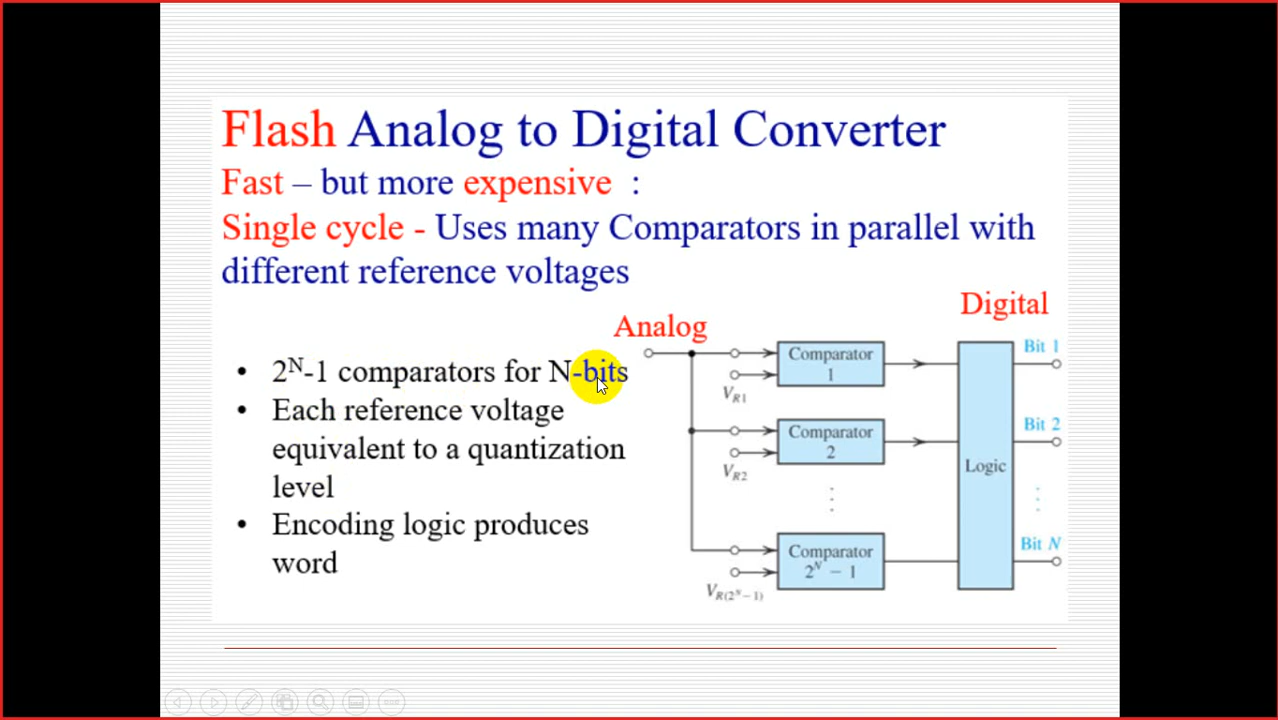 Flash Analog to Digital Converter
Fast – but more expensive :
Single cycle - Uses many Comparators in parallel with
different reference voltages
• 2^N-1 comparators for N-bits
• Each reference voltage
equivalent to a quantization
level
• Encoding logic produces
word
Analog
Digital
Comparator
1
V_R1
Comparator
2
V_R2
Comparator
2^N − 1
V_R(2^N−1)
Logic
Bit 1
Bit 2
Bit N